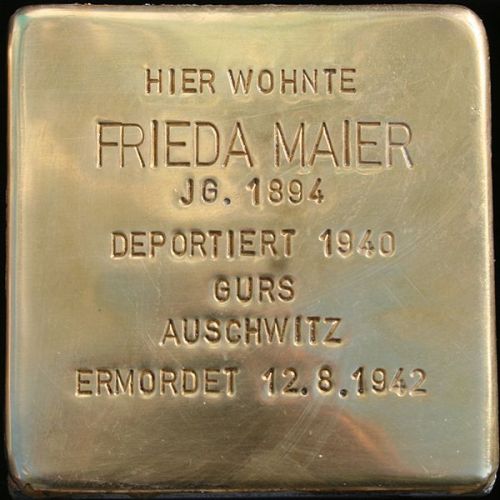 HIER WOHNTE
FRIEDA MAIER
JG. 1894
DEPORTIERT 1940
GURS
AUSCHWITZ
ERMORDET 12.8.1942